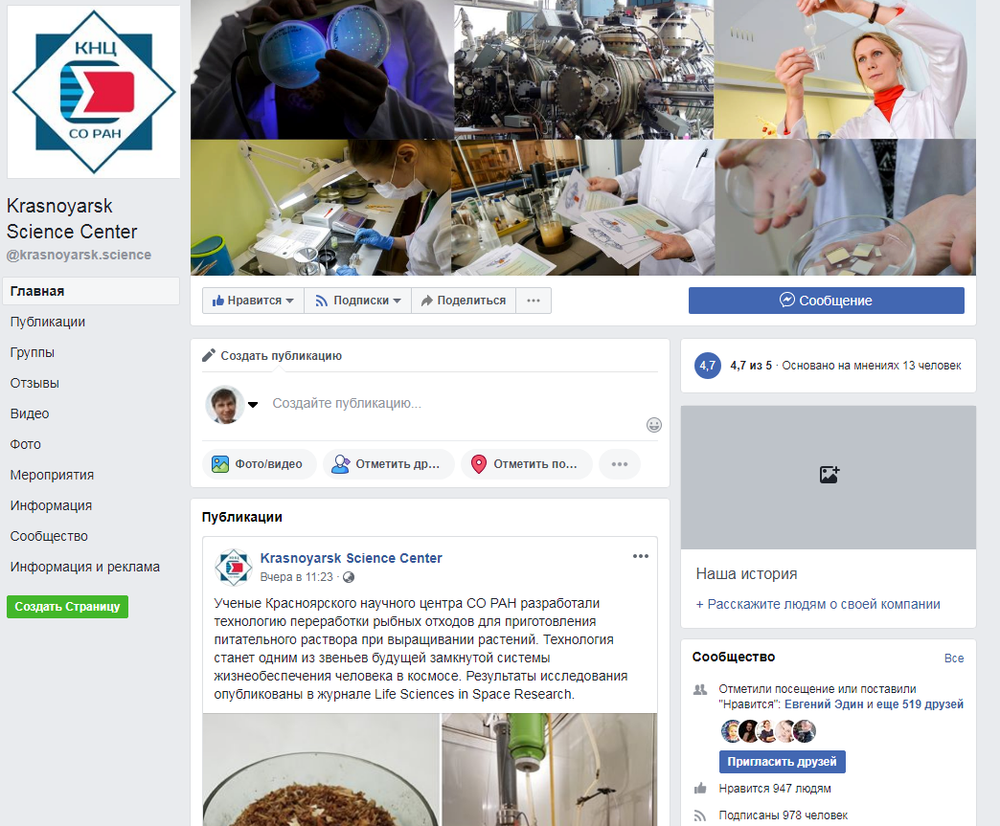 КНЦ
СО РАН
Krasnoyarsk
Science Center
@krasnoyarsk.science
Главная
Публикации
Группы
Отзывы
Видео
Фото
Мероприятия
Информация
Сообщество
Информация и реклама
Создать Страницу
Нравится
Подписки
Поделиться
Сообщение
Создать публикацию
Создайте публикацию...
Фото/видео
Отметить др...
Отметить по...
Публикации
КНЦ
Krasnoyarsk Science Center
Вчера в 11:23 ·
Ученые Красноярского научного центра СО РАН разработали
технологию переработки рыбных отходов для приготовления
питательного раствора при выращивании растений. Технология
станет одним из звеньев будущей замкнутой системы
жизнеобеспечения человека в космосе. Результаты исследования
опубликованы в журнале Life Sciences in Space Research.
4,7
4,7 из 5 · Основано на мнениях 13 человек
Наша история
+ Расскажите людям о своей компании
Сообщество
Все
Отметили посещение или поставили
"Нравится": Евгений Эдин и еще 519 друзей
Пригласить друзей
Нравится 947 людям
Подписаны 978 человек